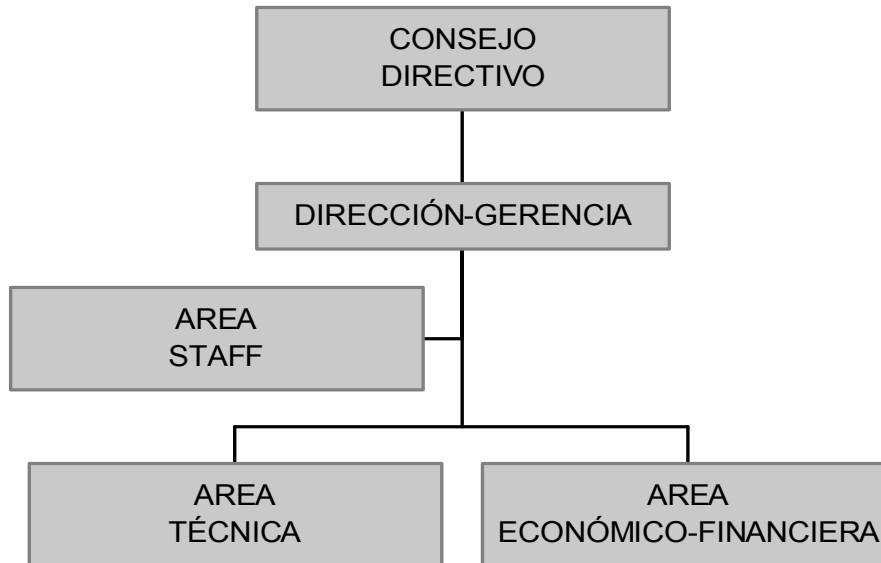 CONSEJO
DIRECTIVO
DIRECCIÓN-GERENCIA
AREA
STAFF
AREA
TÉCNICA
AREA
ECONÓMICO-FINANCIERA